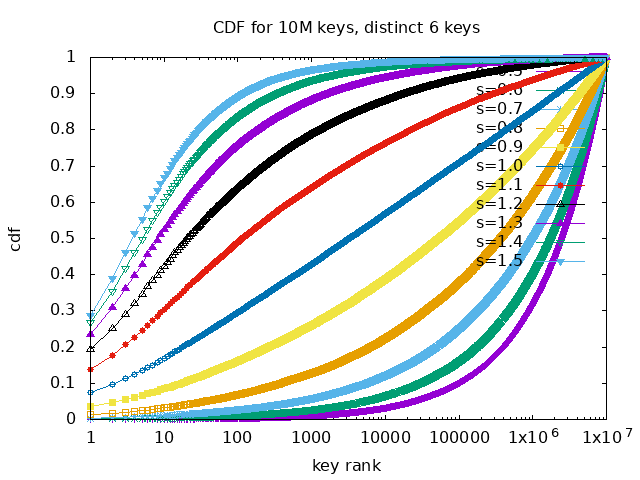 CDF for 10M keys, distinct 6 keys
cdf
1
0.9
0.8
0.7
0.6
0.5
0.4
0.3
0.2
0.1
0
s=0.5
s=0.6
s=0.7
s=0.8
s=0.9
s=1.0
s=1.1
s=1.2
s=1.3
s=1.4
s=1.5
1 10 100 1000 10000 100000 1x10^6 1x10^7
key rank